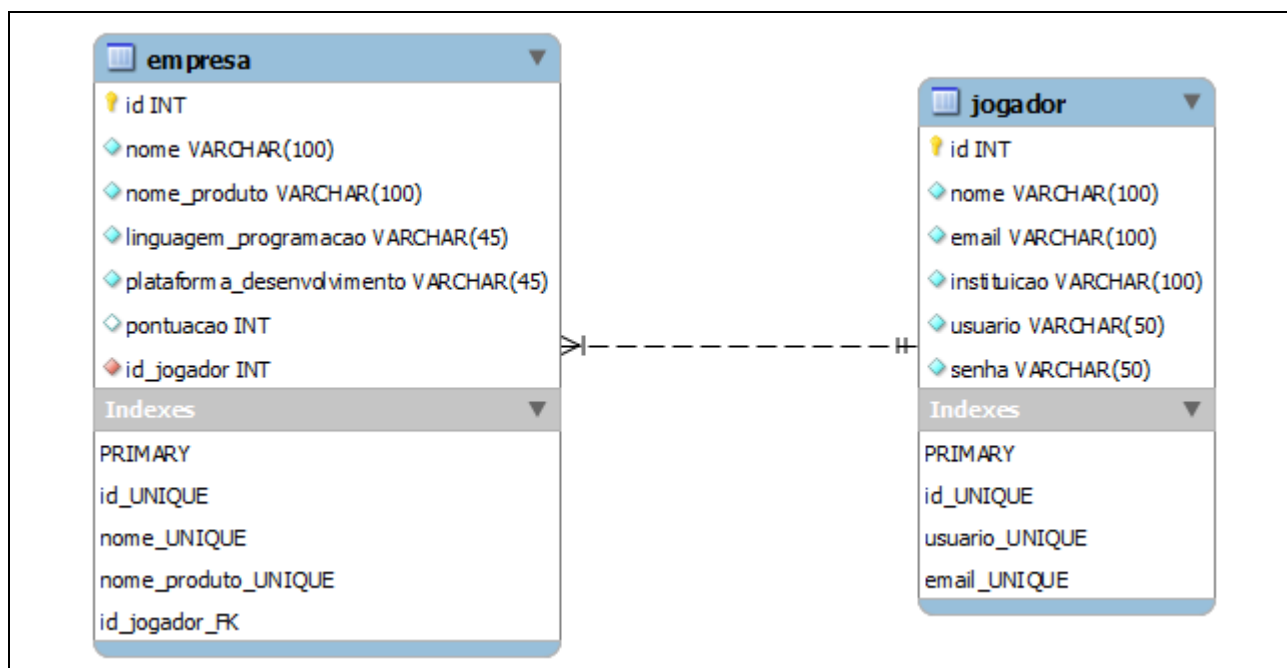 empresa
id INT
nome VARCHAR(100)
nome_produto VARCHAR(100)
linguagem_programacao VARCHAR(45)
plataforma_desenvolvimento VARCHAR(45)
pontuacao INT
id_jogador INT
Indexes
PRIMARY
id_UNIQUE
nome_UNIQUE
nome_produto_UNIQUE
id_jogador_FK
jogador
id INT
nome VARCHAR(100)
email VARCHAR(100)
instituicao VARCHAR(100)
usuario VARCHAR(50)
senha VARCHAR(50)
Indexes
PRIMARY
id_UNIQUE
usuario_UNIQUE
email_UNIQUE